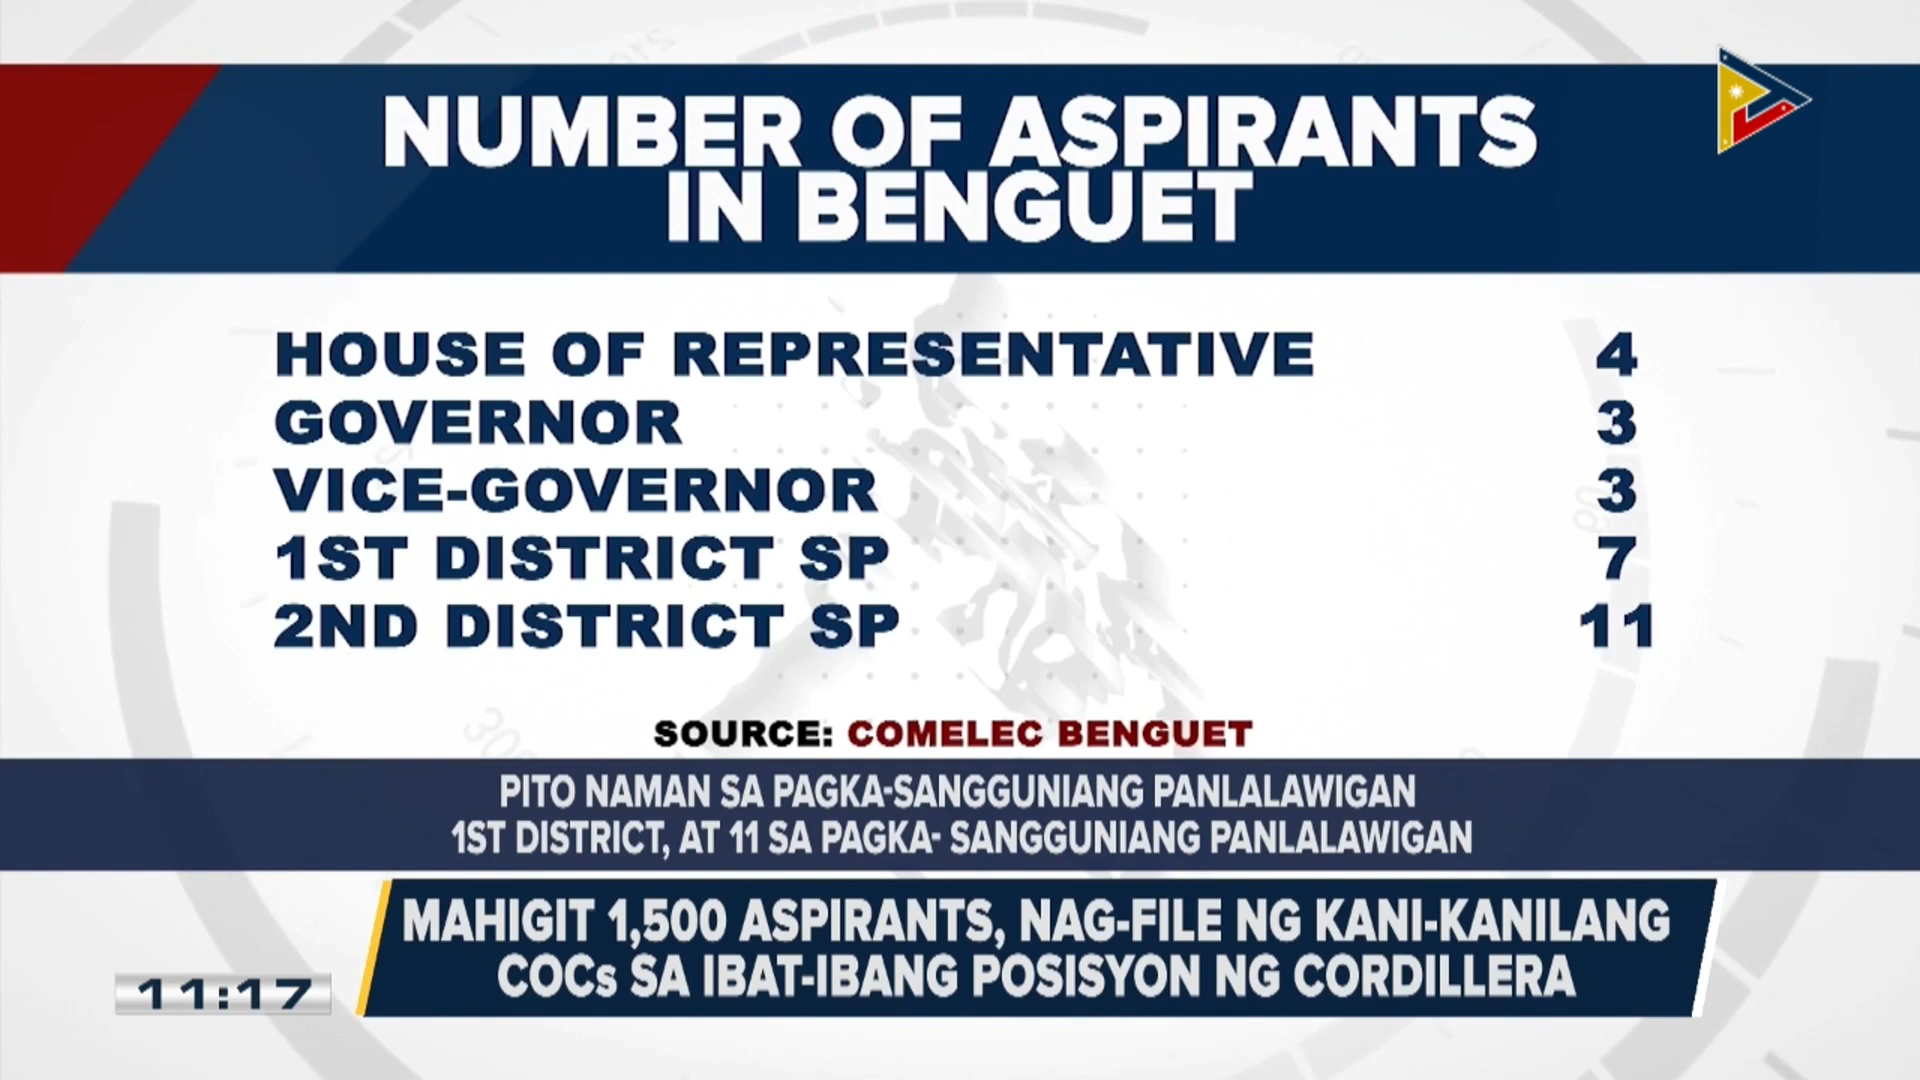 NUMBER OF ASPIRANTS
IN BENGUET
HOUSE OF REPRESENTATIVE 4
GOVERNOR 3
VICE-GOVERNOR 3
1ST DISTRICT SP 7
2ND DISTRICT SP 11
SOURCE: COMELEC BENGUET
PITO NAMAN SA PAGKA-SANGGUNIANG PANLALAWIGAN
1ST DISTRICT, AT 11 SA PAGKA- SANGGUNIANG PANLALAWIGAN
MAHIGIT 1,500 ASPIRANTS, NAG-FILE NG KANI-KANILANG
COCs SA IBAT-IBANG POSISYON NG CORDILLERA
11:17